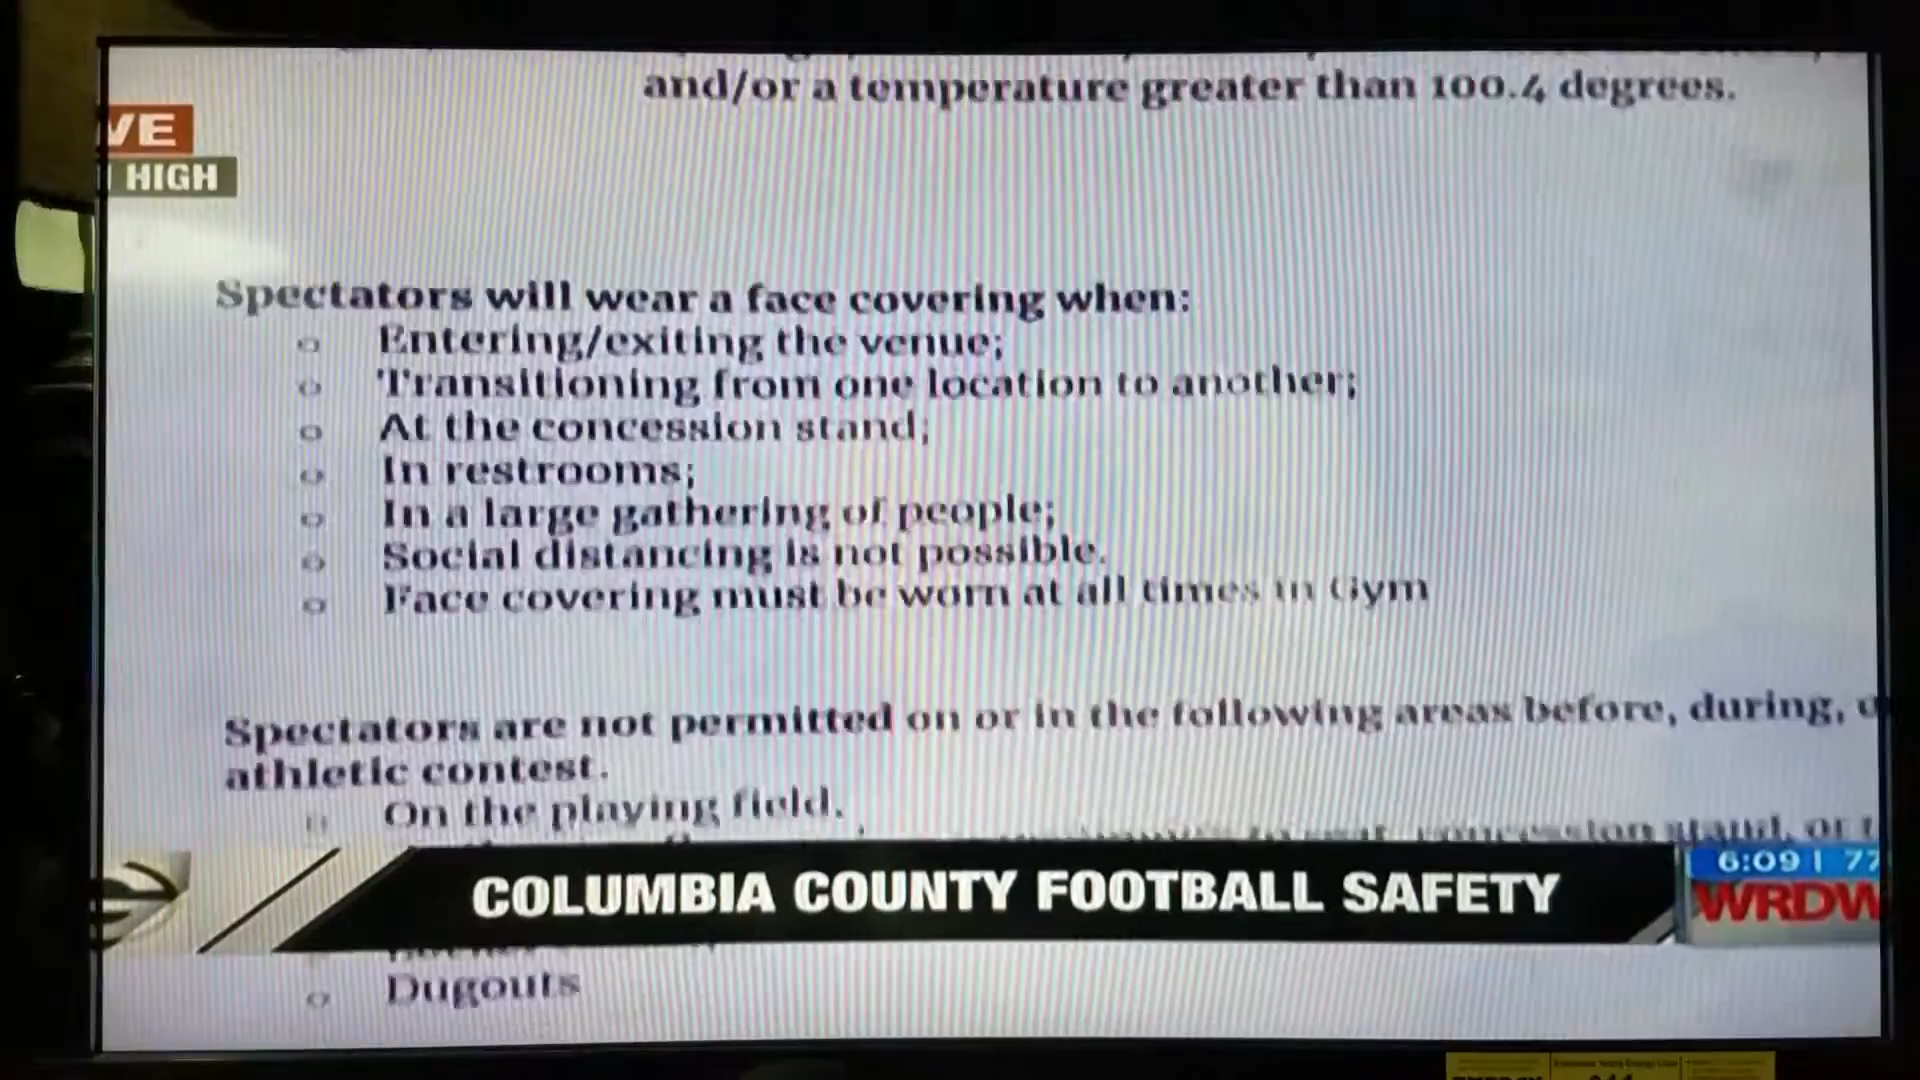 and/or a temperature greater than 100.4 degrees.
VE
HIGH
Spectators will wear a face covering when:
o Entering/exiting the venue;
o Transitioning from one location to another;
o At the concession stand;
o In restrooms;
o In a large gathering of people;
o Social distancing is not possible.
o Face covering must be worn at all times in Gym
Spectators are not permitted on or in the following areas before, during,
athletic contest.
On the playing field.
concession stand, or
COLUMBIA COUNTY FOOTBALL SAFETY
6:09 | 77
WRDW
o Dugouts